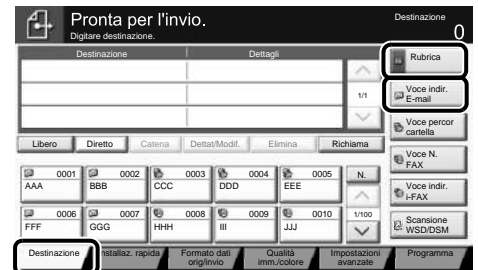 Pronta per l'invio.
Digitare destinazione.
Destinazione
0
Destinazione
Dettagli
1/1
Rubrica
Voce indir.
E-mail
Voce percor
cartella
Voce N.
FAX
Voce indir.
i-FAX
Scansione
WSD/DSM
Libero
Diretto
Catena
Dettat/Modif.
Elimina
Richiama
0001
AAA
0002
BBB
0003
CCC
0004
DDD
0005
EEE
N.
0006
FFF
0007
GGG
0008
HHH
0009
III
0010
JJJ
1/100
Destinazione
Installaz. rapida
Formato dati
orig/invio
Qualità
imm./colore
Impostazioni
avanzate
Programma